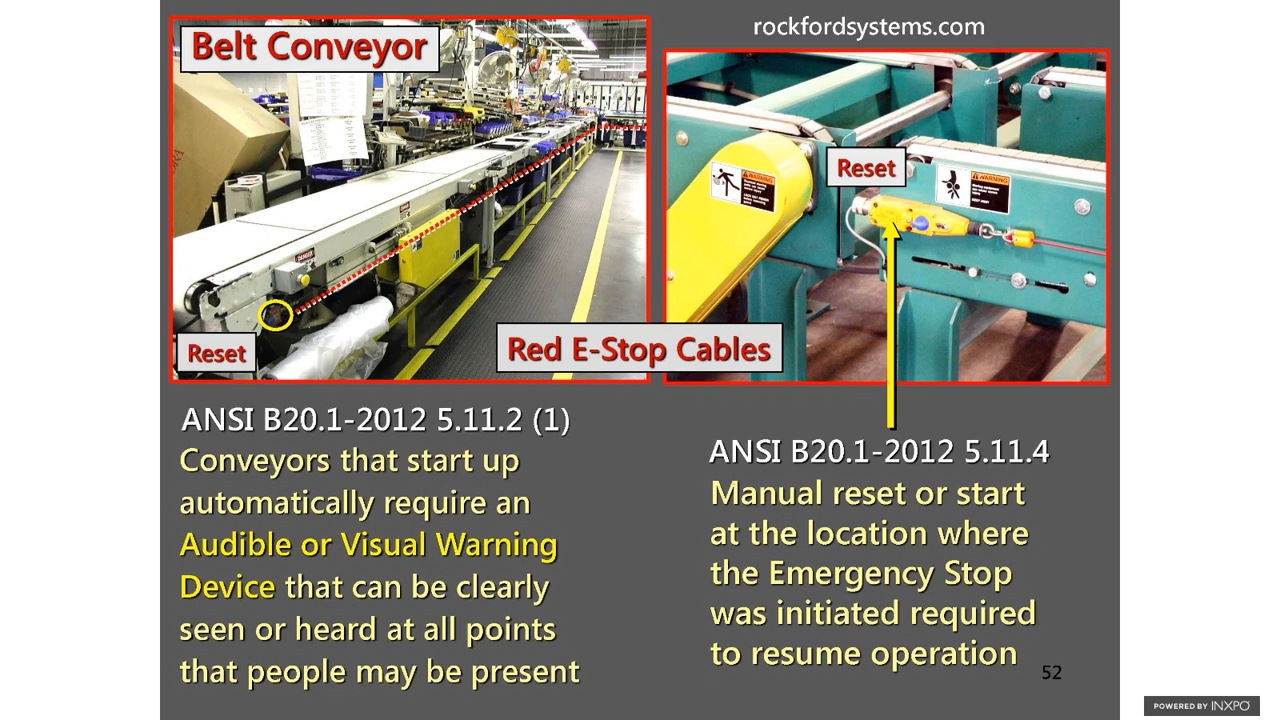 Belt Conveyor
rockfordsystems.com
DANGER
WARNING
Reset
WARNING
Reset
Red E-Stop Cables
ANSI B20.1-2012 5.11.2 (1)
Conveyors that start up
automatically require an
Audible or Visual Warning
Device that can be clearly
seen or heard at all points
that people may be present
ANSI B20.1-2012 5.11.4
Manual reset or start
at the location where
the Emergency Stop
was initiated required
to resume operation
52
POWERED BY INXPO